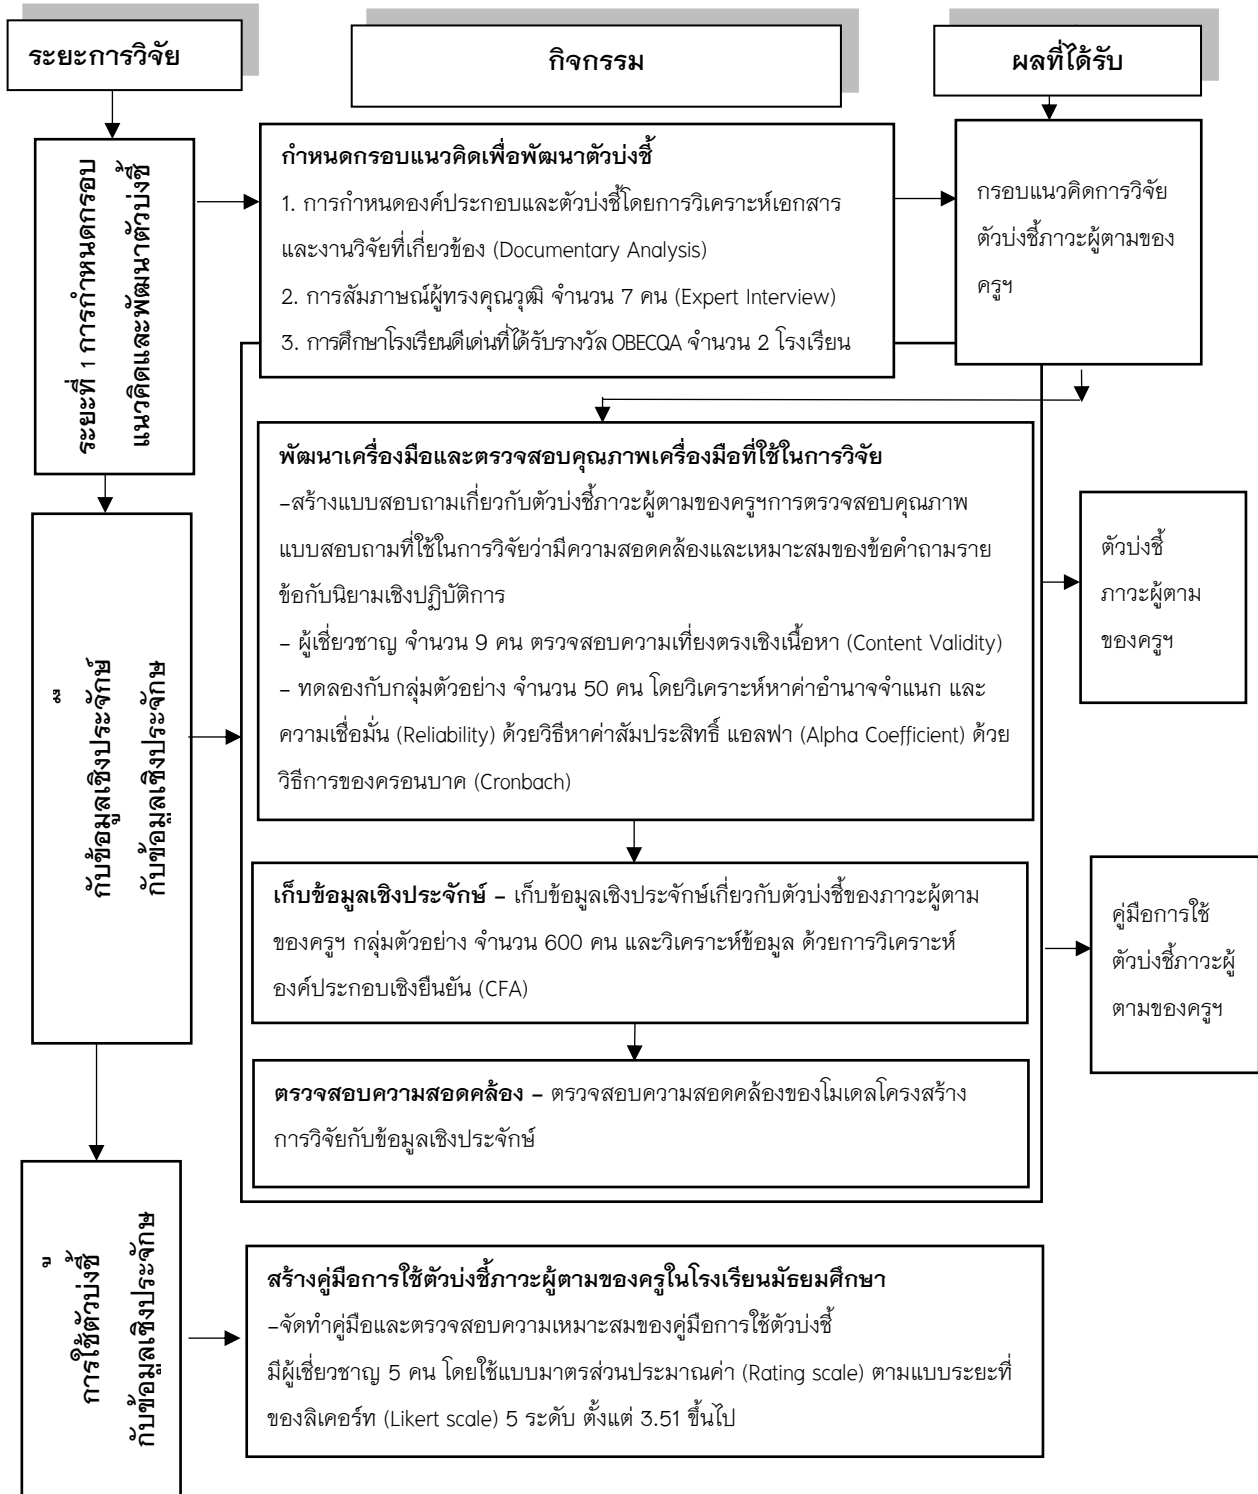 ระยะการวิจัย
กิจกรรม
ผลที่ได้รับ
ระยะที่ 1 การกำหนดกรอบ
แนวคิดและพัฒนาตัวบ่งชี้
กำหนดกรอบแนวคิดเพื่อพัฒนาตัวบ่งชี้
1. การกำหนดองค์ประกอบและตัวบ่งชี้โดยการวิเคราะห์เอกสาร
และงานวิจัยที่เกี่ยวข้อง (Documentary Analysis)
2. การสัมภาษณ์ผู้ทรงคุณวุฒิ จำนวน 7 คน (Expert Interview)
3. การศึกษาโรงเรียนดีเด่นที่ได้รับรางวัล OBECQA จำนวน 2 โรงเรียน
กรอบแนวคิดการวิจัย
ตัวบ่งชี้ภาวะผู้ตามของ
ครูฯ
กับข้อมูลเชิงประจักษ์
กับข้อมูลเชิงประจักษ
พัฒนาเครื่องมือและตรวจสอบคุณภาพเครื่องมือที่ใช้ในการวิจัย
-สร้างแบบสอบถามเกี่ยวกับตัวบ่งชี้ภาวะผู้ตามของครูฯการตรวจสอบคุณภาพ
แบบสอบถามที่ใช้ในการวิจัยว่ามีความสอดคล้องและเหมาะสมของข้อคำถามราย
ข้อกับนิยามเชิงปฏิบัติการ
- ผู้เชี่ยวชาญ จำนวน 9 คน ตรวจสอบความเที่ยงตรงเชิงเนื้อหา (Content Validity)
- ทดลองกับกลุ่มตัวอย่าง จำนวน 50 คน โดยวิเคราะห์หาค่าอำนาจจำแนก และ
ความเชื่อมั่น (Reliability) ด้วยวิธีหาค่าสัมประสิทธิ์ แอลฟา (Alpha Coefficient) ด้วย
วิธีการของครอนบาค (Cronbach)
ตัวบ่งชี้
ภาวะผู้ตาม
ของครูฯ
เก็บข้อมูลเชิงประจักษ์ – เก็บข้อมูลเชิงประจักษ์เกี่ยวกับตัวบ่งชี้ของภาวะผู้ตาม
ของครูฯ กลุ่มตัวอย่าง จำนวน 600 คน และวิเคราะห์ข้อมูล ด้วยการวิเคราะห์
องค์ประกอบเชิงยืนยัน (CFA)
คู่มือการใช้
ตัวบ่งชี้ภาวะผู้
ตามของครูฯ
ตรวจสอบความสอดคล้อง – ตรวจสอบความสอดคล้องของโมเดลโครงสร้าง
การวิจัยกับข้อมูลเชิงประจักษ์
การใช้ตัวบ่งชี้
กับข้อมูลเชิงประจักษ
สร้างคู่มือการใช้ตัวบ่งชี้ภาวะผู้ตามของครูในโรงเรียนมัธยมศึกษา
-จัดทำคู่มือและตรวจสอบความเหมาะสมของคู่มือการใช้ตัวบ่งชี้
มีผู้เชี่ยวชาญ 5 คน โดยใช้แบบมาตรส่วนประมาณค่า (Rating scale) ตามแบบระยะที่
ของลิเคอร์ท (Likert scale) 5 ระดับ ตั้งแต่ 3.51 ขึ้นไป